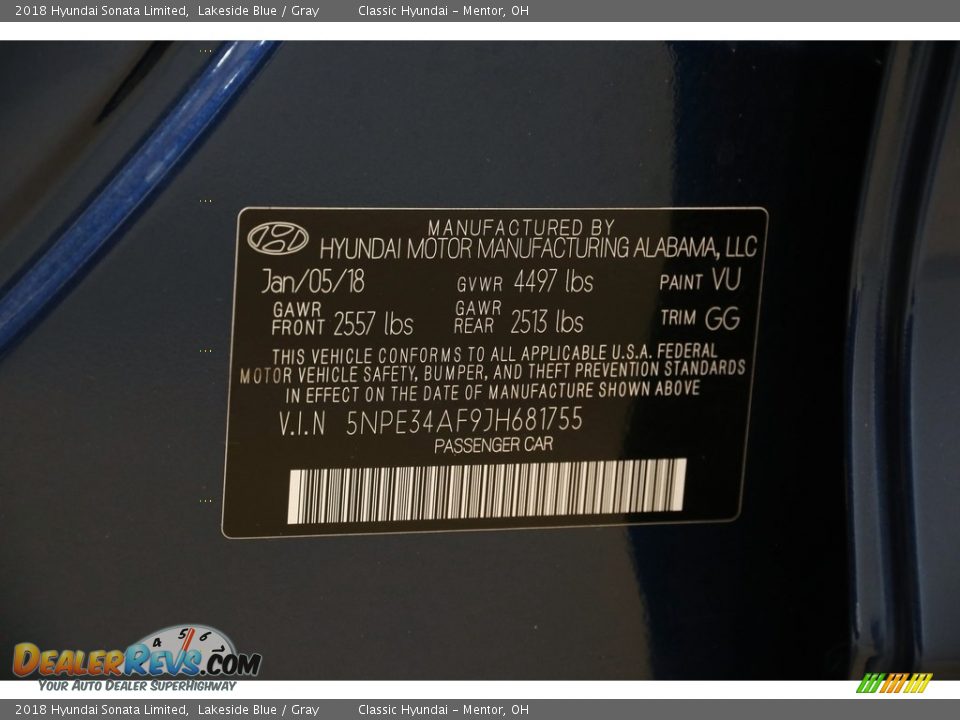 2018 Hyundai Sonata Limited, Lakeside Blue / Gray Classic Hyundai - Mentor, OH
MANUFACTURED BY
HYUNDAI MOTOR MANUFACTURING ALABAMA, LLC
Jan/05/18 GVWR 4497 lbs PAINT VU
GAWR FRONT 2557 lbs GAWR REAR 2513 lbs TRIM GG
THIS VEHICLE CONFORMS TO ALL APPLICABLE U.S.A. FEDERAL
MOTOR VEHICLE SAFETY, BUMPER, AND THEFT PREVENTION STANDARDS
IN EFFECT ON THE DATE OF MANUFACTURE SHOWN ABOVE
V.I.N 5NPE34AF9JH681755
PASSENGER CAR
4 5 6
DEALERREVS.COM
YOUR AUTO DEALER SUPERHIGHWAY
2018 Hyundai Sonata Limited, Lakeside Blue / Gray Classic Hyundai - Mentor, OH